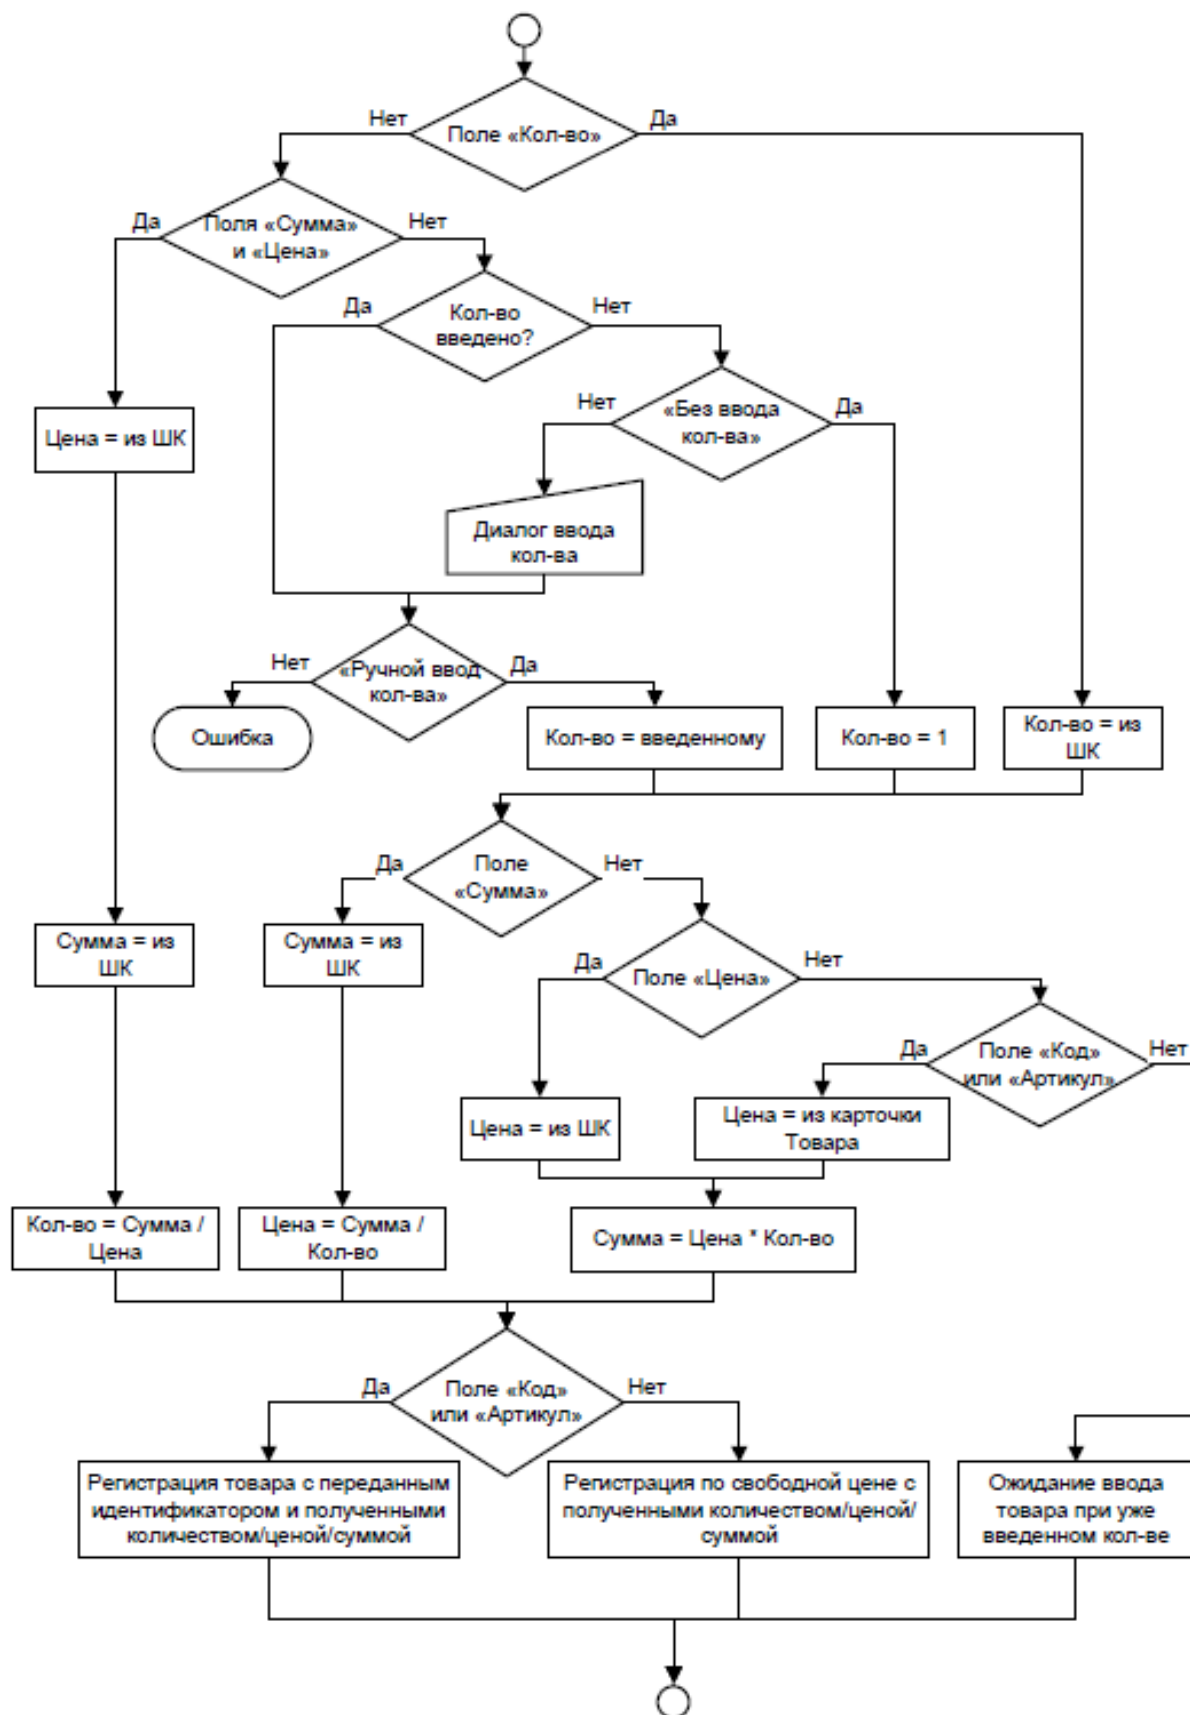 Нет
Да
Поле «Кол-во»
Да
Поля «Сумма»
и «Цена»
Нет
Да
Кол-во
введено?
Нет
Нет
«Без ввода
кол-ва»
Да
Цена = из ШК
Диалог ввода
кол-ва
Нет
«Ручной ввод
кол-ва»
Да
Ошибка
Кол-во = введенному
Кол-во = 1
Кол-во = из
ШК
Да
Поле
«Сумма»
Нет
Сумма = из
ШК
Сумма = из
ШК
Да
Поле «Цена»
Нет
Да
Поле «Код»
или «Артикул»
Нет
Цена = из ШК
Цена = из карточки
Товара
Кол-во = Сумма /
Цена
Цена = Сумма /
Кол-во
Сумма = Цена * Кол-во
Да
Поле «Код»
или «Артикул»
Нет
Регистрация товара с переданным
идентификатором и полученными
количеством/ценой/суммой
Регистрация по свободной цене с
полученными количеством/ценой/
суммой
Ожидание ввода
товара при уже
введенном кол-ве